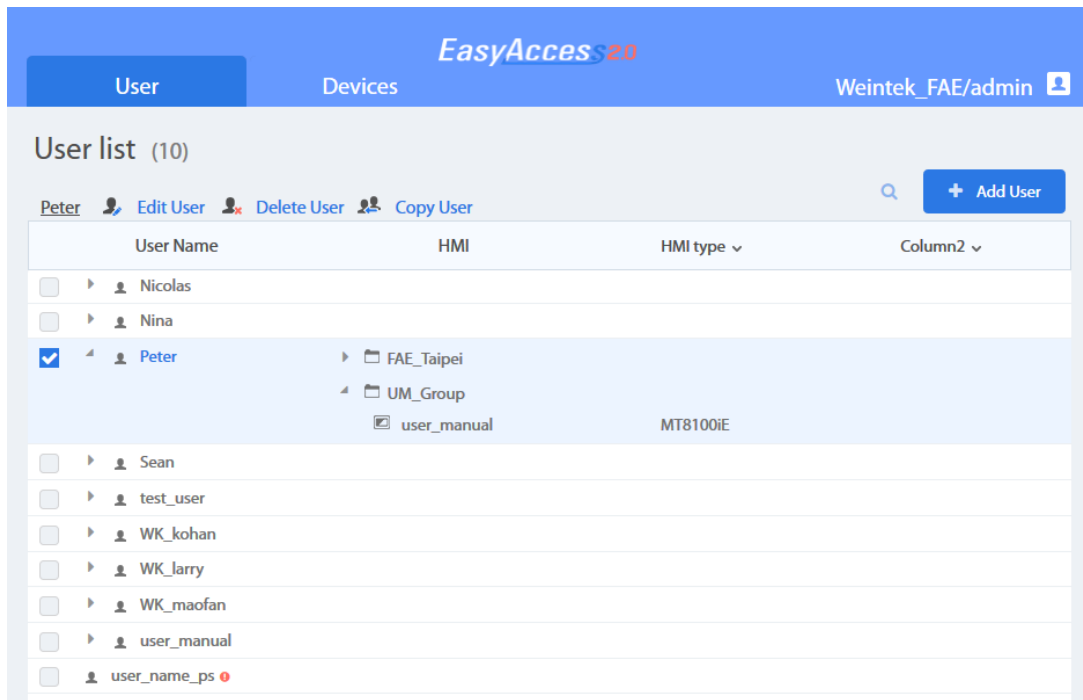 EasyAccess2.0
User Devices Weintek_FAE/admin
User list (10)
Peter Edit User Delete User Copy User + Add User
User Name HMI HMI type Column2
Nicolas
Nina
Peter FAE_Taipei
UM_Group
user_manual MT8100iE
Sean
test_user
WK_kohan
WK_larry
WK_maofan
user_manual
user_name_ps